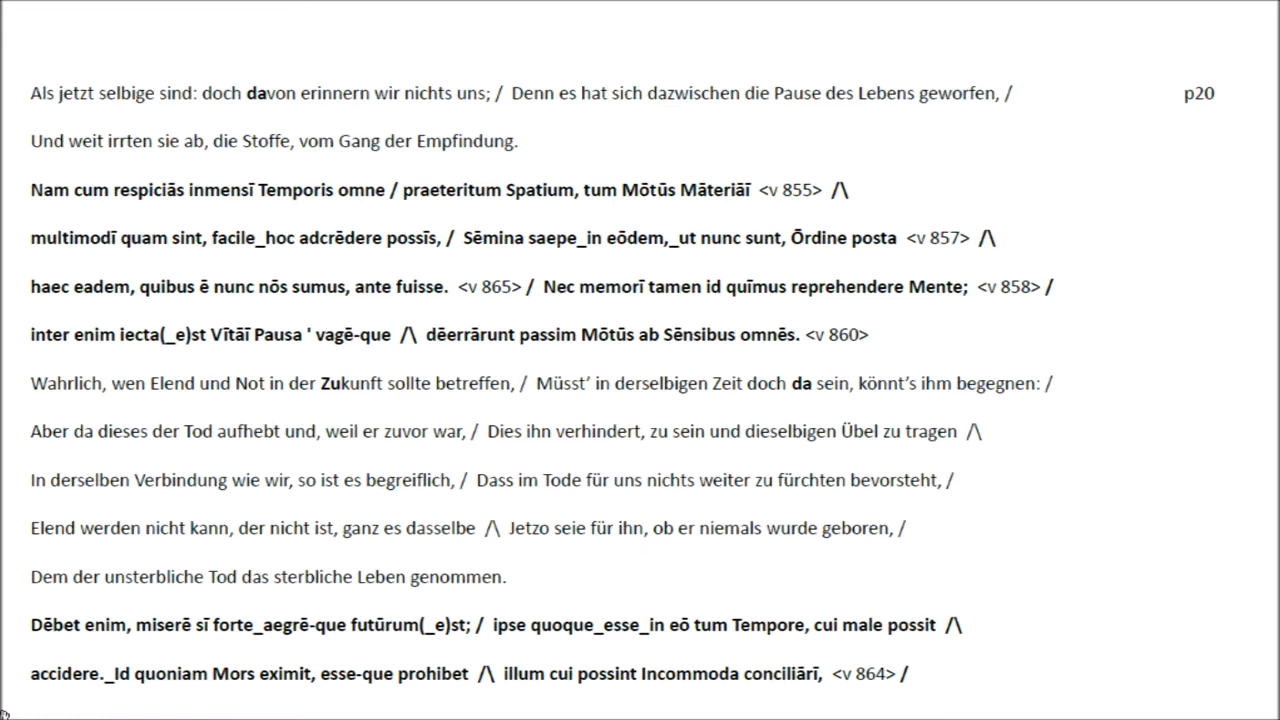 Als jetzt selbige sind: doch davon erinnern wir nichts uns; / Denn es hat sich dazwischen die Pause des Lebens geworfen, / p20
Und weit irrten sie ab, die Stoffe, vom Gang der Empfindung.
Nam cum respiciās inmensī Temporis omne / praeteritum Spatium, tum Mōtūs Māteriāī <v 855> /\
multimodī quam sint, facile_hoc adcrēdere possīs, / Sēmina saepe_in eōdem,_ut nunc sunt, Ōrdine posta <v 857> /\
haec eadem, quibus ē nunc nōs sumus, ante fuisse. <v 865> / Nec memorī tamen id quīmus reprehendere Mente; <v 858> /
inter enim iecta(_e)st Vītāī Pausa ' vagē-que /\ dēerrārunt passim Mōtūs ab Sēnsibus omnēs. <v 860>
Wahrlich, wen Elend und Not in der Zukunft sollte betreffen, / Müsst’ in derselbigen Zeit doch da sein, könnt’s ihm begegnen: /
Aber da dieses der Tod aufhebt und, weil er zuvor war, / Dies ihn verhindert, zu sein und dieselbigen Übel zu tragen /\
In derselben Verbindung wie wir, so ist es begreiflich, / Dass im Tode für uns nichts weiter zu fürchten bevorsteht, /
Elend werden nicht kann, der nicht ist, ganz es dasselbe /\ Jetzo seie für ihn, ob er niemals wurde geboren, /
Dem der unsterbliche Tod das sterbliche Leben genommen.
Dēbet enim, miserē sī forte_aegrē-que futūrum(_e)st; / ipse quoque_esse_in eō tum Tempore, cui male possit /\
accidere._Id quoniam Mors eximit, esse-que prohibet /\ illum cui possint Incommoda conciliārī, <v 864> /